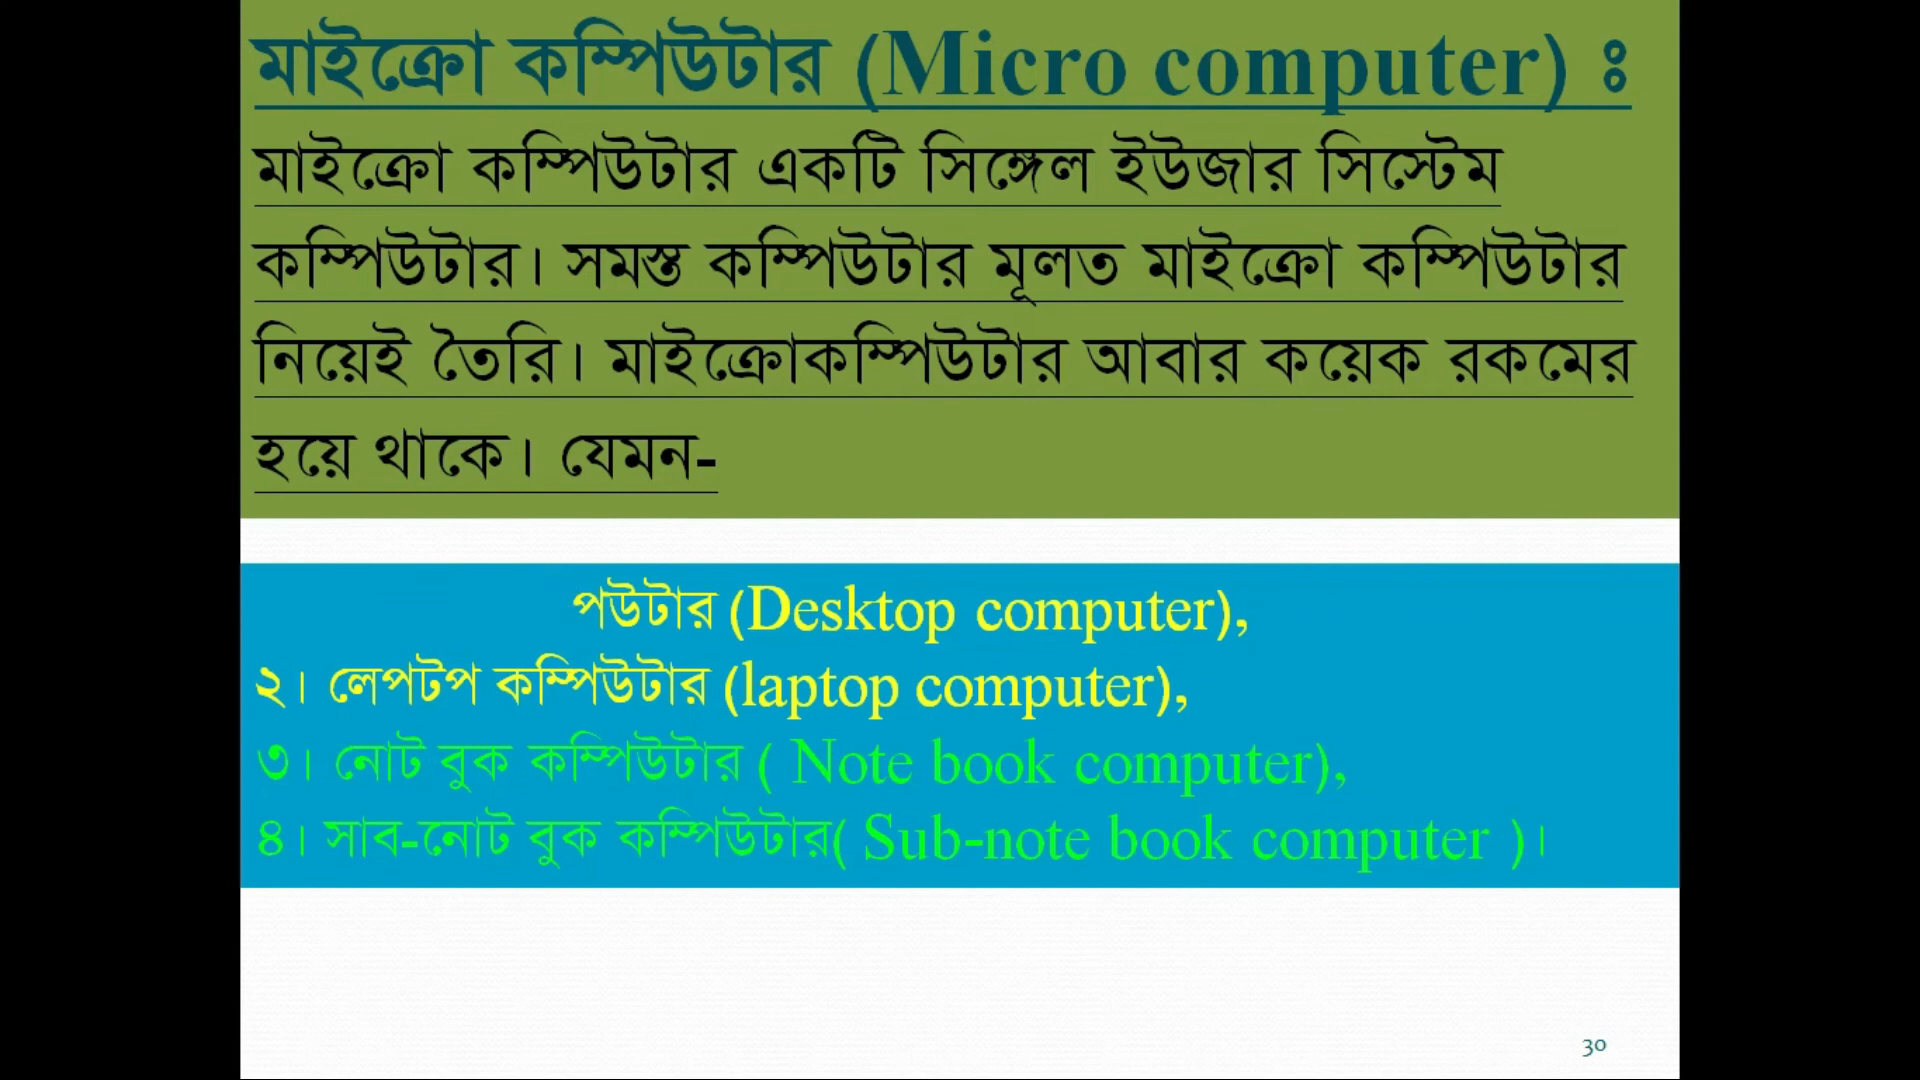 মাইক্রো কম্পিউটার (Micro computer) ঃ
মাইক্রো কম্পিউটার একটি সিঙ্গেল ইউজার সিস্টেম
কম্পিউটার। সমস্ত কম্পিউটার মূলত মাইক্রো কম্পিউটার
নিয়েই তৈরি। মাইক্রোকম্পিউটার আবার কয়েক রকমের
হয়ে থাকে। যেমন-
পউটার (Desktop computer),
২। লেপটপ কম্পিউটার (laptop computer),
৩। নোট বুক কম্পিউটার ( Note book computer),
৪। সাব-নোট বুক কম্পিউটার( Sub-note book computer )।
30